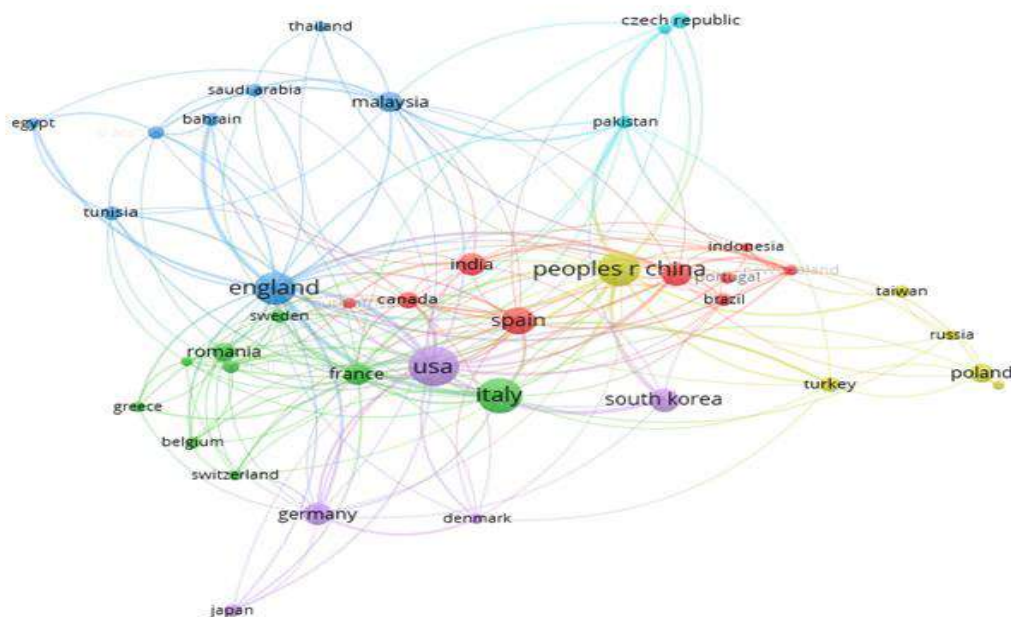 thailand
czech republic
saudi arabia
malaysia
egypt
bahrain
pakistan
tunisia
indonesia
india
peoples r china
portugal
taiwan
england
canada
brazil
sweden
spain
russia
romania
france
usa
poland
turkey
italy
south korea
greece
belgium
switzerland
germany
denmark
japan